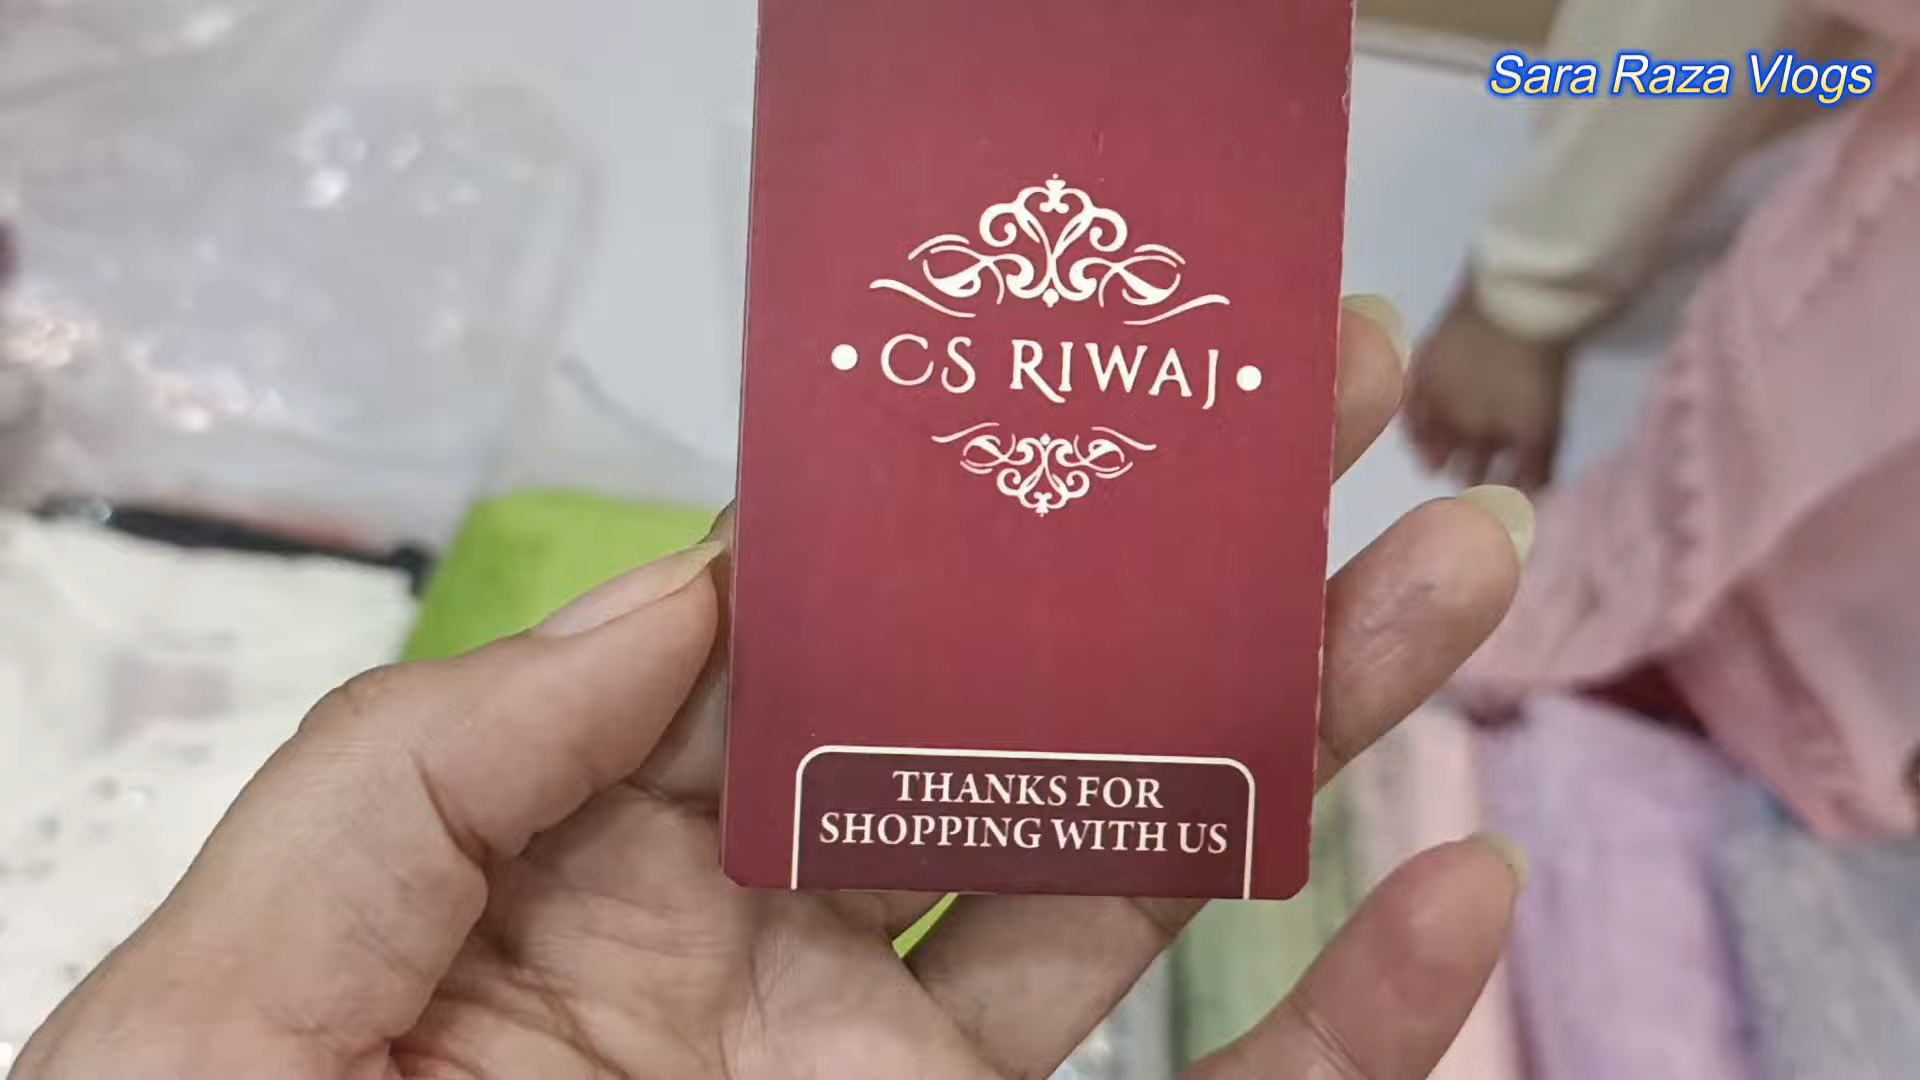 Sara Raza Vlogs
• CS RIWAJ •
THANKS FOR
SHOPPING WITH US